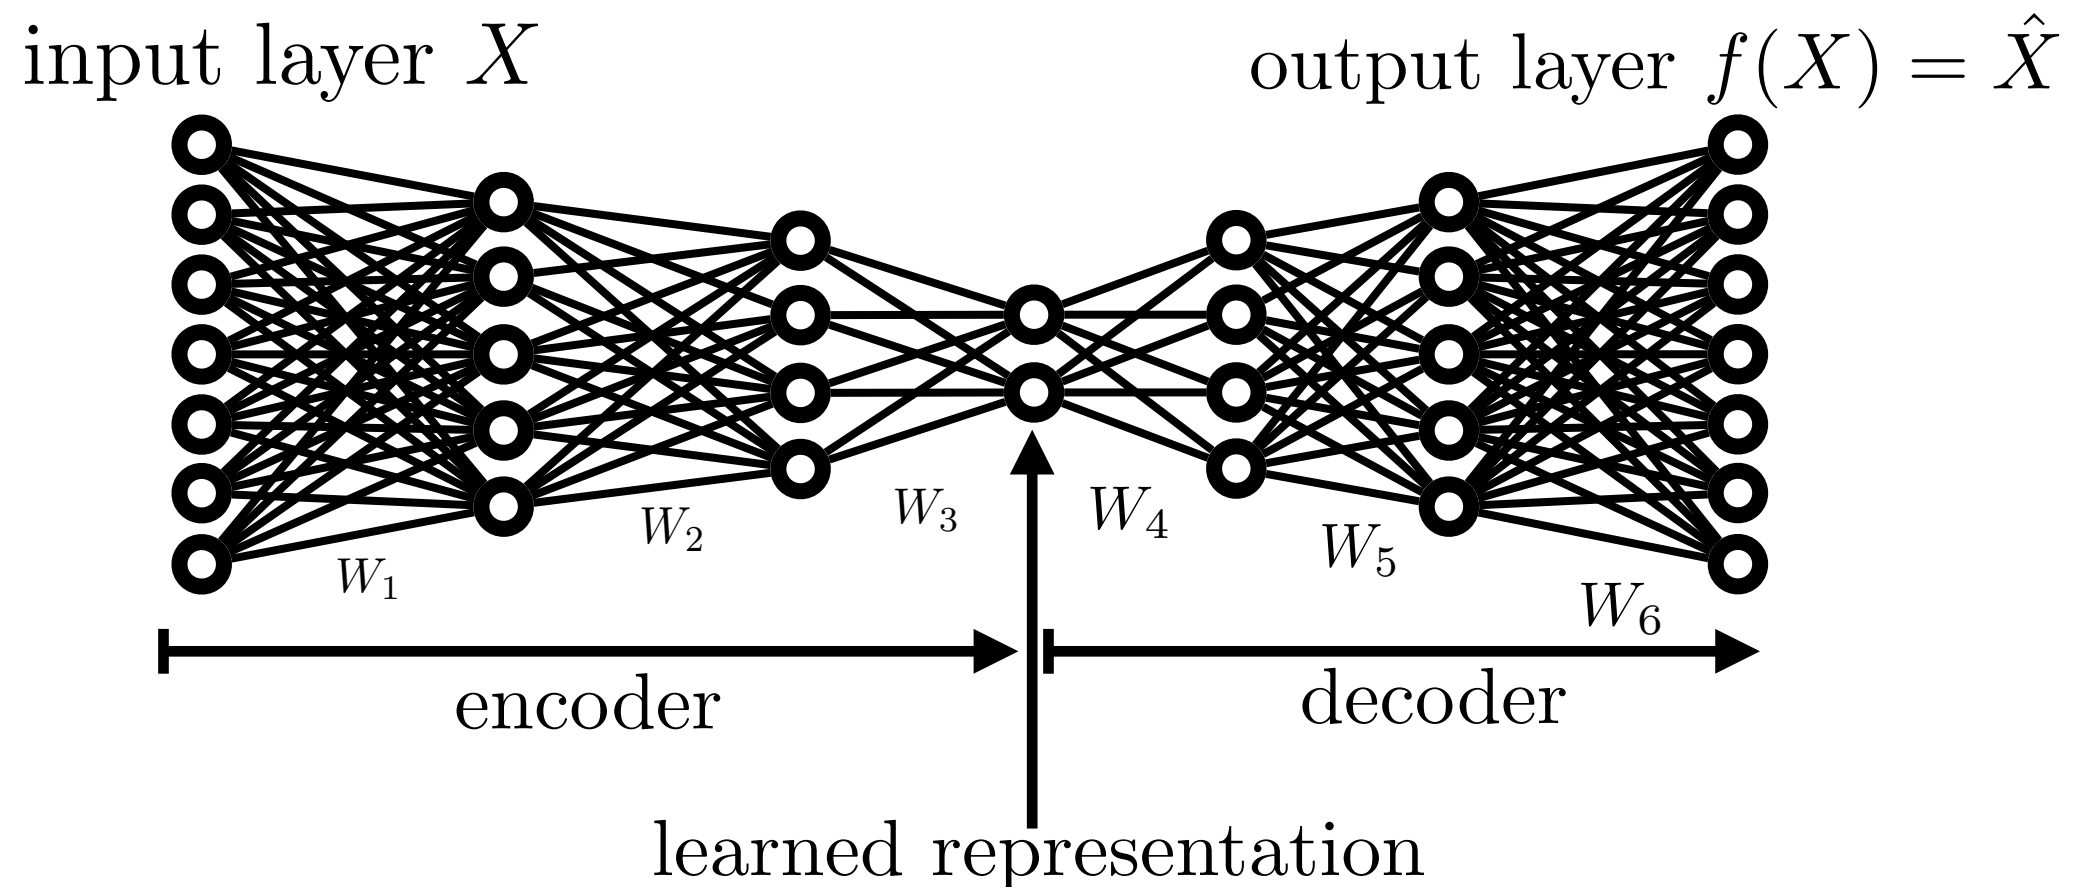 input layer X
output layer f(X) = X̂
W₁
W₂
W₃
W₄
W₅
W₆
encoder
decoder
learned representation